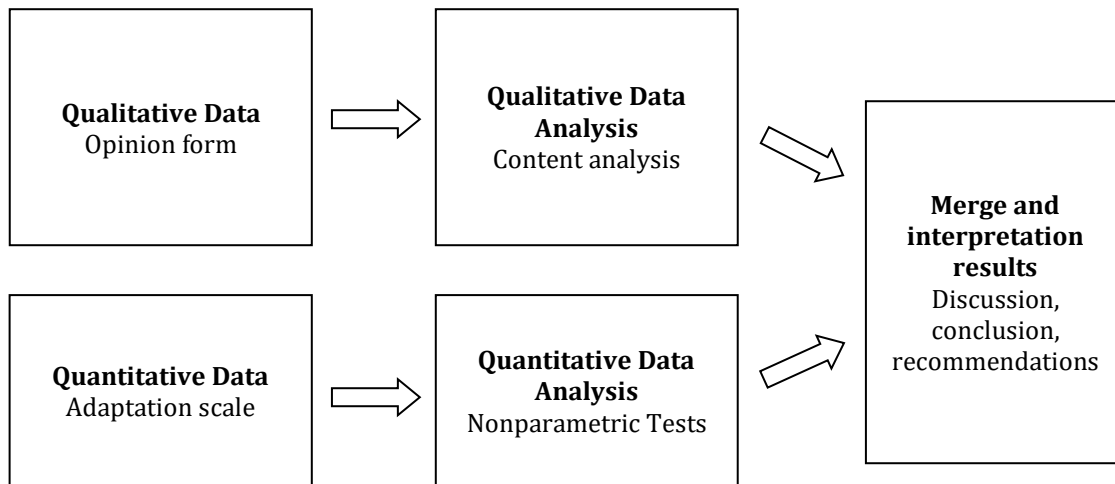 Qualitative Data
Opinion form
Qualitative Data
Analysis
Content analysis
Quantitative Data
Adaptation scale
Quantitative Data
Analysis
Nonparametric Tests
Merge and
interpretation
results
Discussion,
conclusion,
recommendations